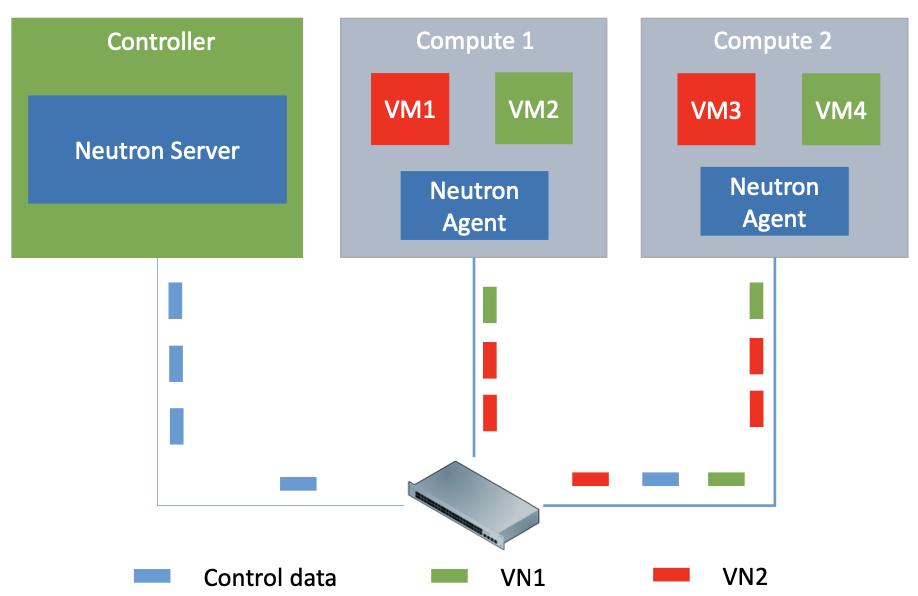 Controller
Neutron Server
Compute 1
VM1
VM2
Neutron
Agent
Compute 2
VM3
VM4
Neutron
Agent
Control data
VN1
VN2